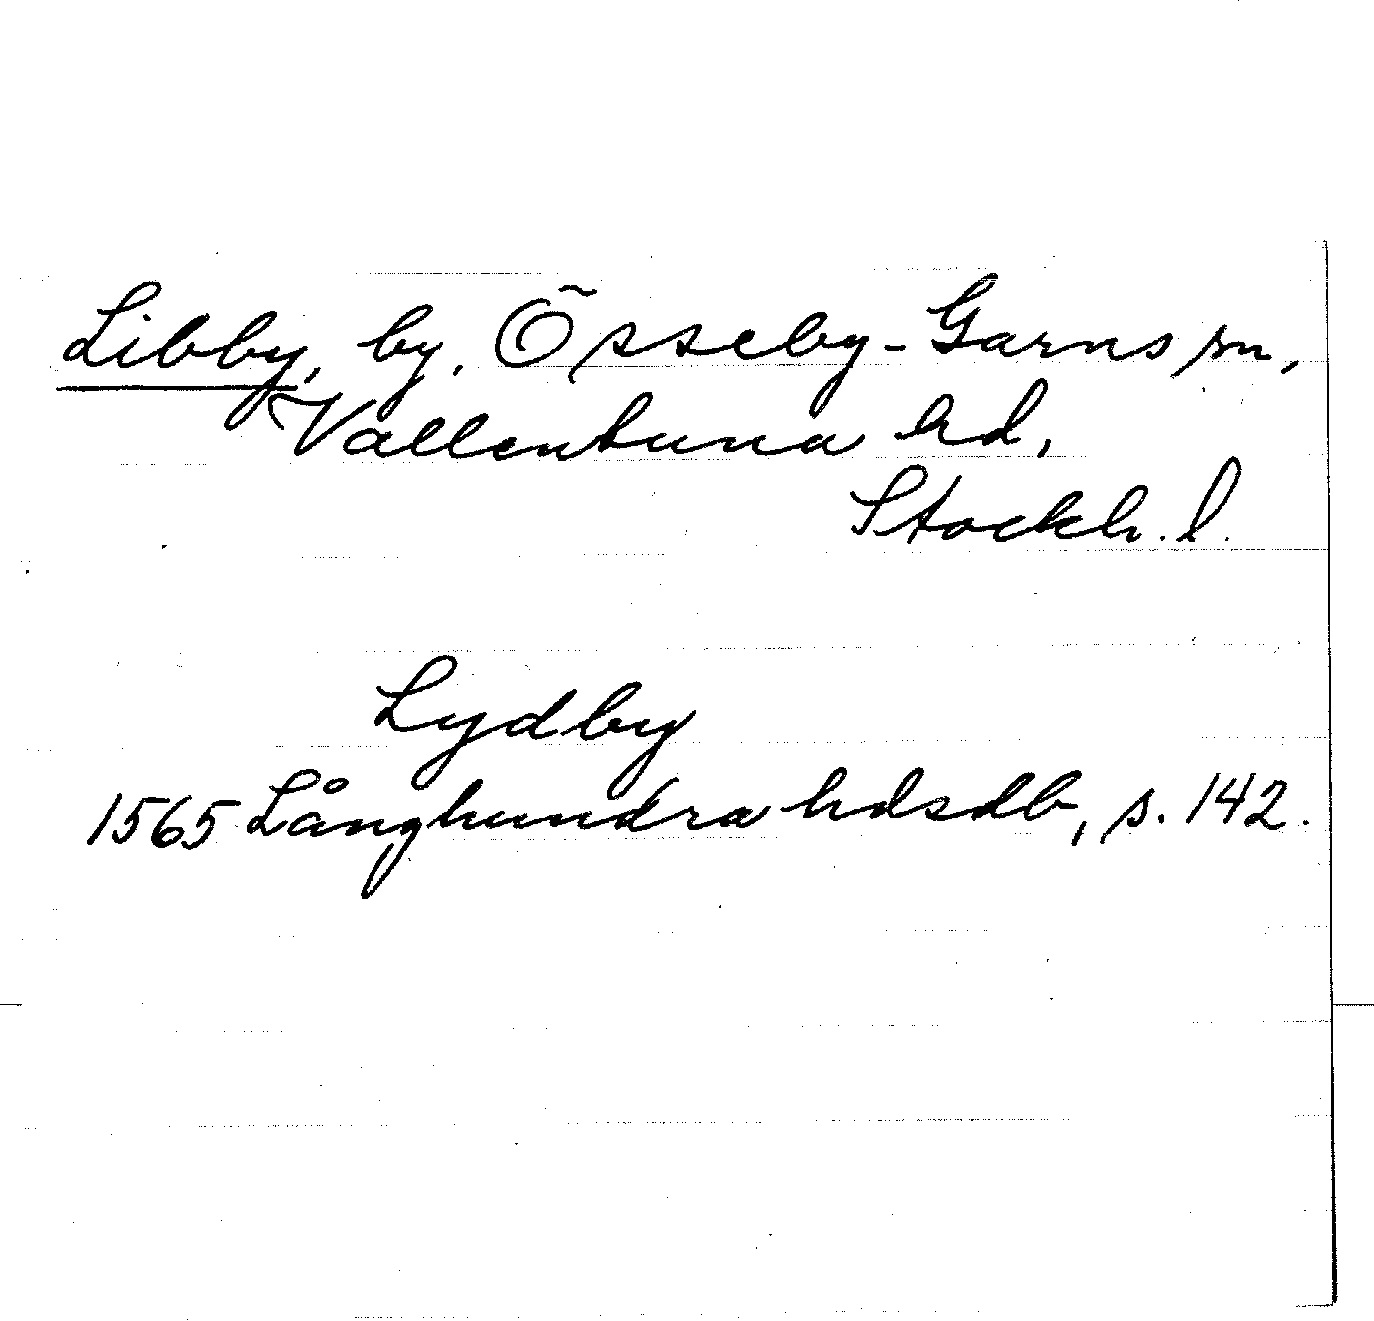 Libby, by, Össeby-Garns sn,
Vallentuna hd,
Stockh. l.
Lydby
1565 Långhundra hdsdb, s. 142.